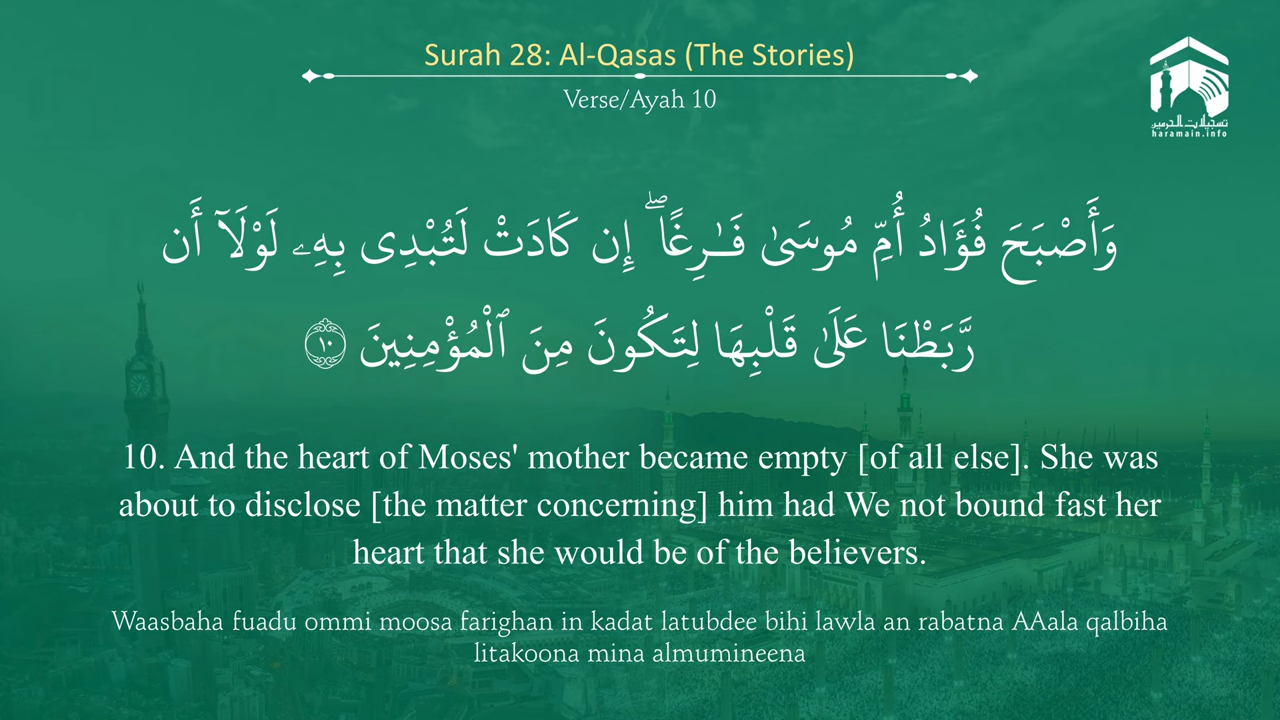 Surah 28: Al-Qasas (The Stories)
Verse/Ayah 10
تسجيلات الحرمين
haramain.info
وَأَصْبَحَ فُؤَادُ أُمِّ مُوسَىٰ فَـٰرِغًا ۖ إِن كَادَتْ لَتُبْدِى بِهِۦ لَوْلَآ أَن
رَّبَطْنَا عَلَىٰ قَلْبِهَا لِتَكُونَ مِنَ ٱلْمُؤْمِنِينَ ١٠
10. And the heart of Moses' mother became empty [of all else]. She was
about to disclose [the matter concerning] him had We not bound fast her
heart that she would be of the believers.
Waasbaha fuadu ommi moosa farighan in kadat latubdee bihi lawla an rabatna AAala qalbiha
litakoona mina almumineena